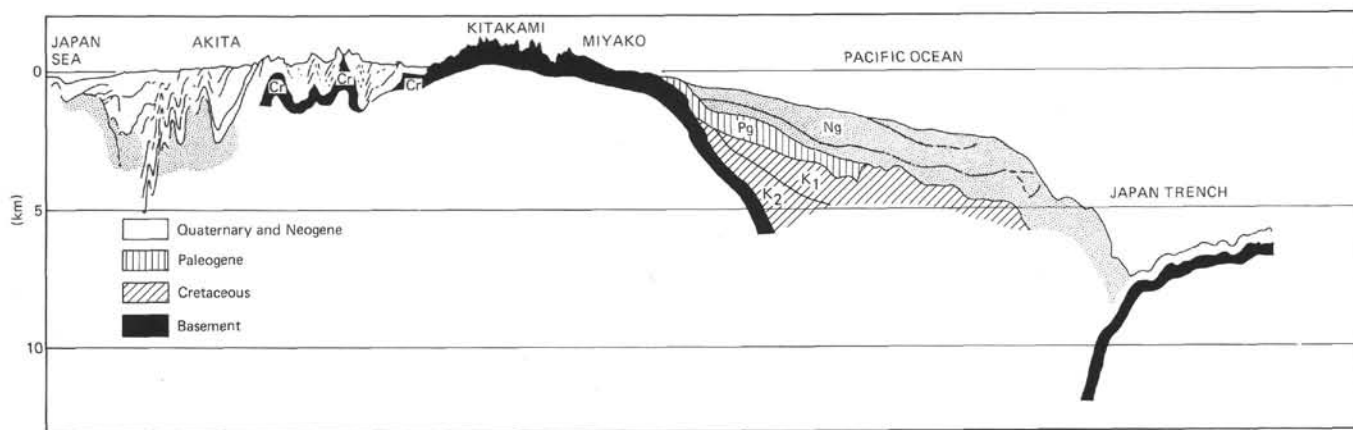 JAPAN
SEA
AKITA
KITAKAMI
MIYAKO
PACIFIC OCEAN
0
Cr
Cr
Cr
Pg
Ng
K1
K2
JAPAN TRENCH
(km)
5
Quaternary and Neogene
Paleogene
Cretaceous
Basement
10